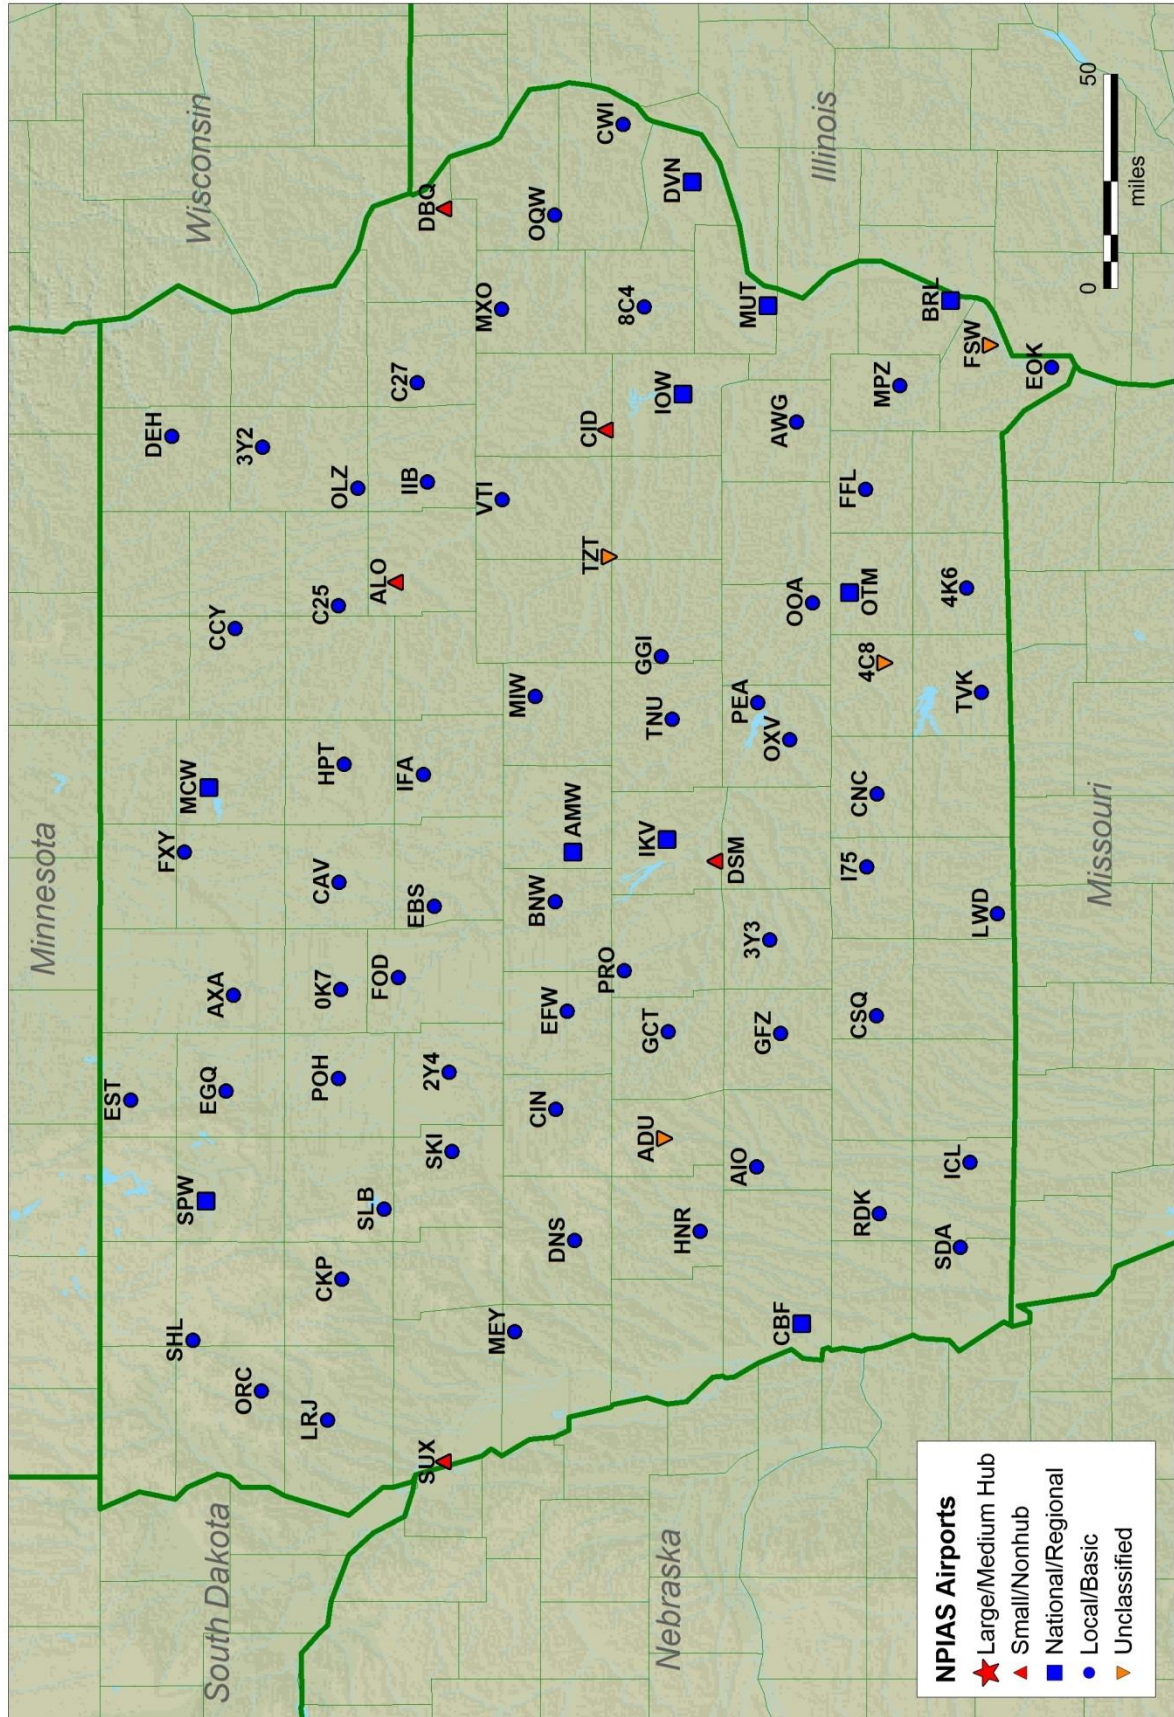 Minnesota
EST
DEH
FXY
SHL
SPW
MCW
Wisconsin
South Dakota
EGQ
AXA
CCY
3Y2
ORC
LRJ
CKP
POH
0K7
CAV
HPT
C25
OLZ
SLB
FOD
ALO
C27
SUX
SKI
2Y4
EBS
IFA
IIB
DBQ
MEY
VTI
MXO
DNS
CIN
EFW
BNW
AMW
MIW
OQW
PRO
TZT
CID
CWI
HNR
ADU
GCT
IKV
TNU
GGI
IOW
8C4
DVN
Nebraska
DSM
AIO
GFZ
3Y3
OXV
PEA
OOA
AWG
MUT
CBF
Illinois
RDK
CSQ
I75
CNC
4C8
OTM
FFL
MPZ
BRL
SDA
ICL
LWD
TVK
4K6
FSW
EOK
Missouri
NPIAS Airports
Large/Medium Hub
Small/Nonhub
National/Regional
Local/Basic
Unclassified
0 50
miles